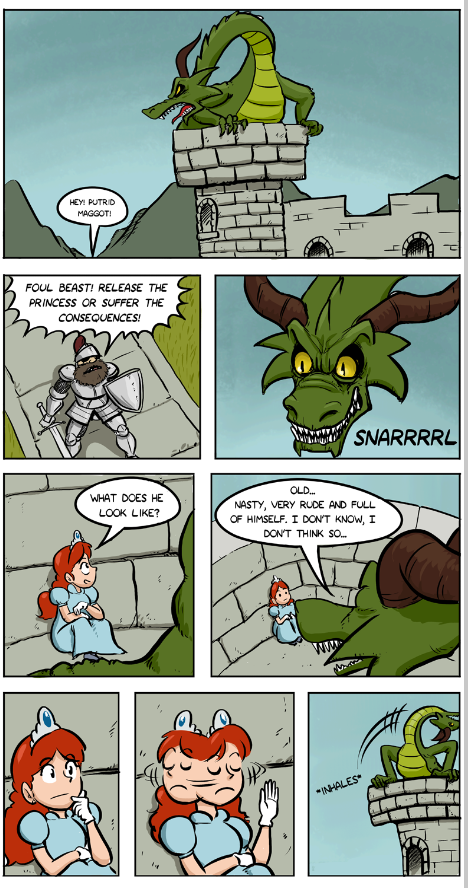 HEY! PUTRID
MAGGOT!
FOUL BEAST! RELEASE THE
PRINCESS OR SUFFER THE
CONSEQUENCES!
SNARRRRL
WHAT DOES HE
LOOK LIKE?
OLD...
NASTY, VERY RUDE AND FULL
OF HIMSELF. I DON'T KNOW, I
DON'T THINK SO...
*INHALES*